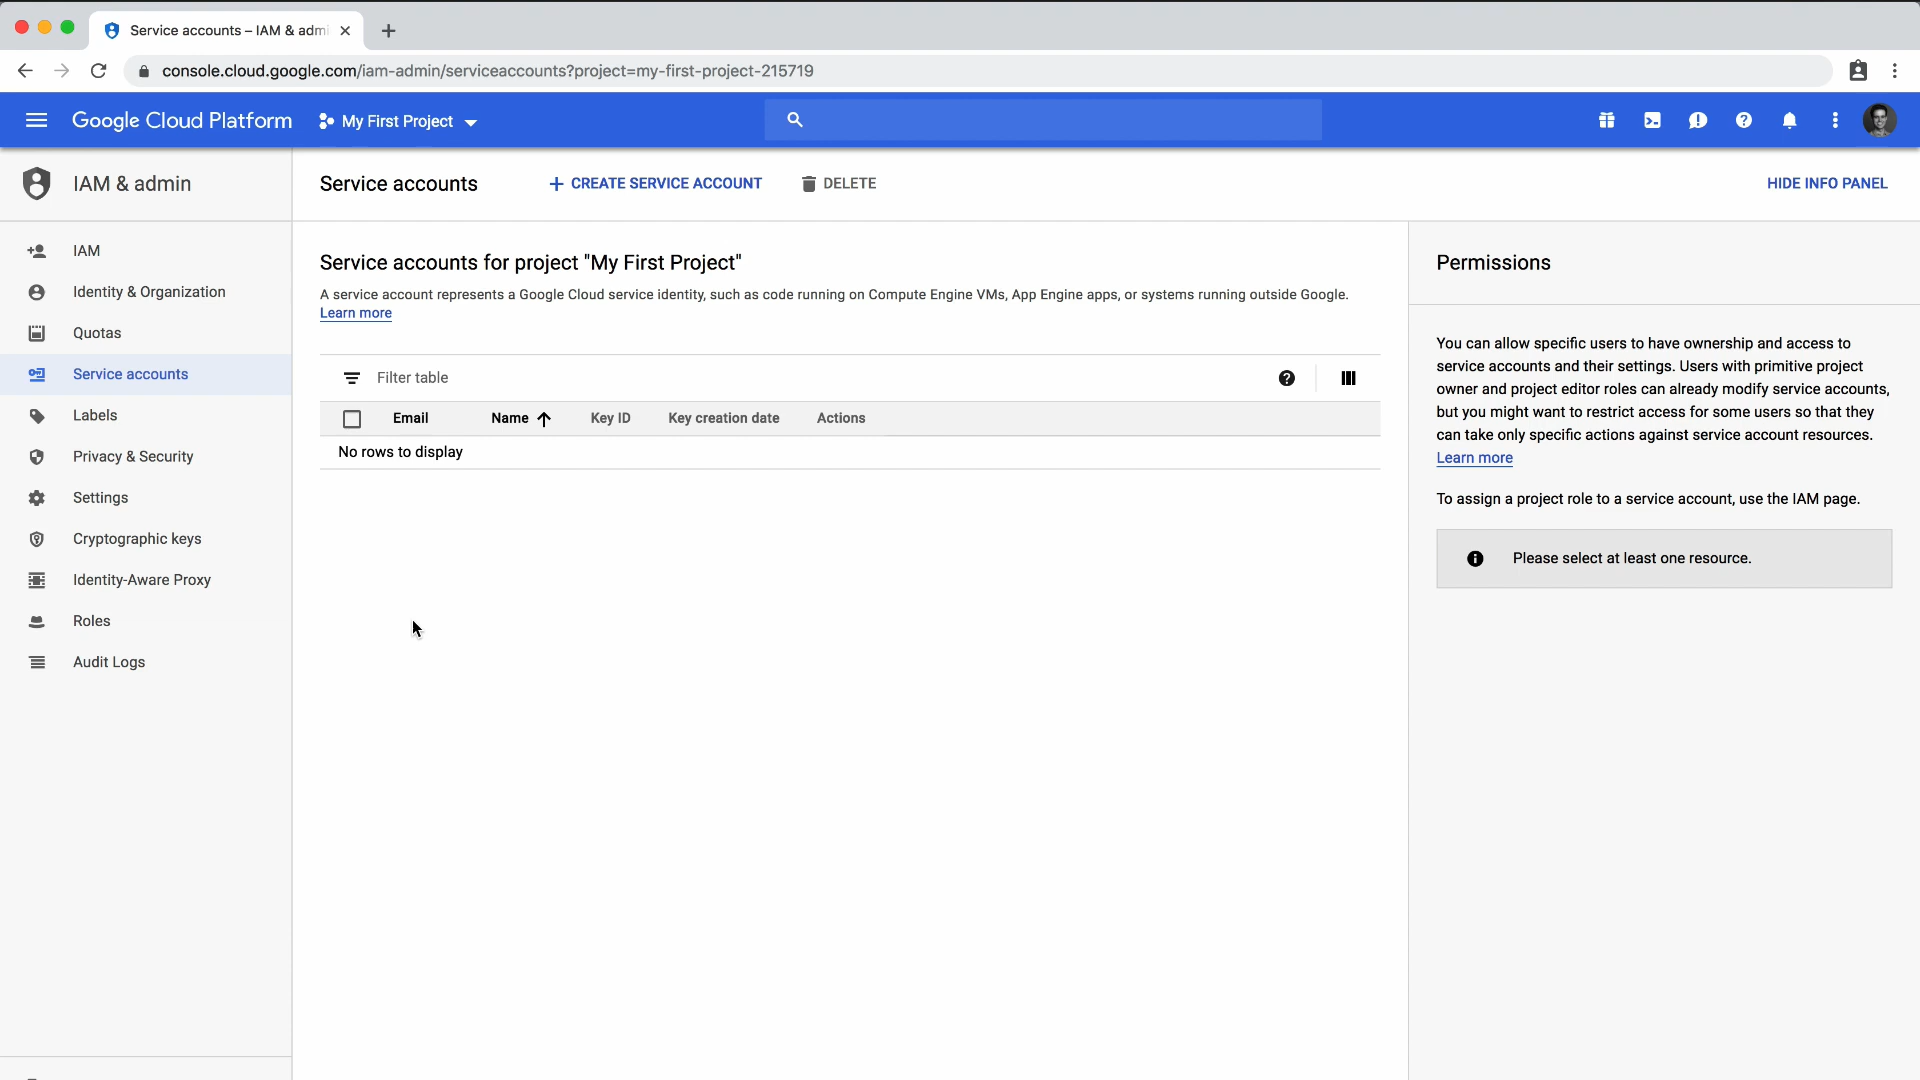 Service accounts – IAM & adm
console.cloud.google.com/iam-admin/serviceaccounts?project=my-first-project-215719
Google Cloud Platform
My First Project
IAM & admin
Service accounts
CREATE SERVICE ACCOUNT
DELETE
HIDE INFO PANEL
IAM
Identity & Organization
Quotas
Service accounts
Labels
Privacy & Security
Settings
Cryptographic keys
Identity-Aware Proxy
Roles
Audit Logs
Service accounts for project "My First Project"
A service account represents a Google Cloud service identity, such as code running on Compute Engine VMs, App Engine apps, or systems running outside Google.
Learn more
Filter table
Email Name Key ID Key creation date Actions
No rows to display
Permissions
You can allow specific users to have ownership and access to
service accounts and their settings. Users with primitive project
owner and project editor roles can already modify service accounts,
but you might want to restrict access for some users so that they
can take only specific actions against service account resources.
Learn more
To assign a project role to a service account, use the IAM page.
Please select at least one resource.